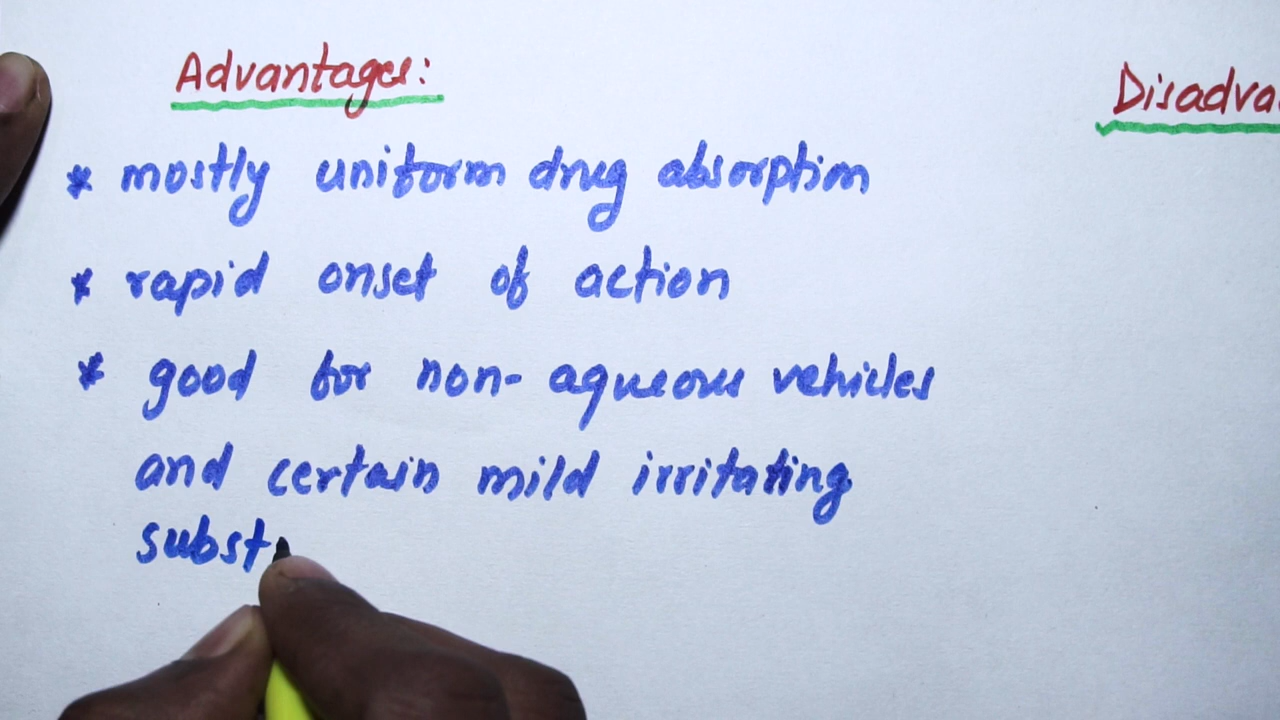 Advantages:
Disadva
* mostly uniform drug absorption
* rapid onset of action
* good for non-aqueous vehicles
and certain mild irritating
subst